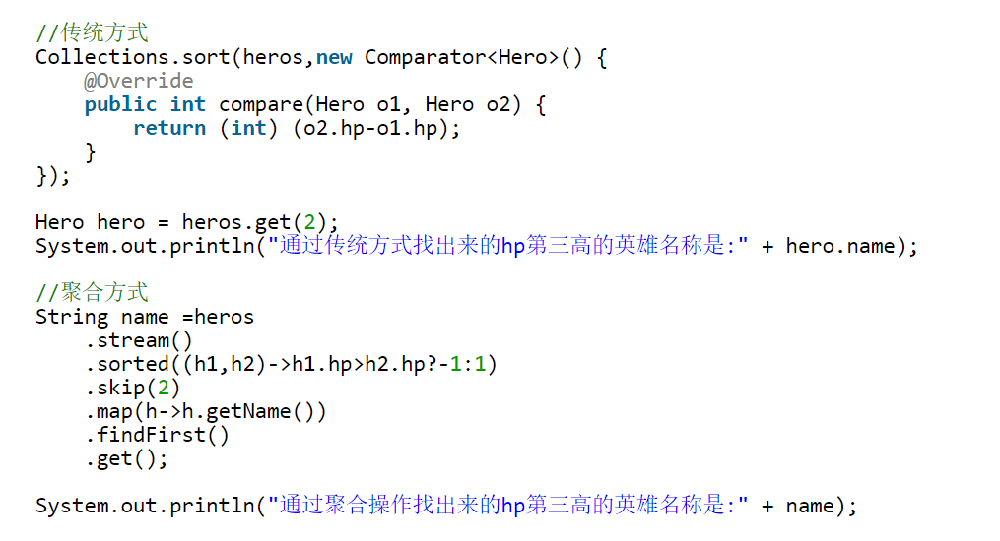 //传统方式
Collections.sort(heros,new Comparator<Hero>() {
    @Override
    public int compare(Hero o1, Hero o2) {
        return (int) (o2.hp-o1.hp);
    }
});

Hero hero = heros.get(2);
System.out.println("通过传统方式找出来的hp第三高的英雄名称是:" + hero.name);

//聚合方式
String name =heros
    .stream()
    .sorted((h1,h2)->h1.hp>h2.hp?-1:1)
    .skip(2)
    .map(h->h.getName())
    .findFirst()
    .get();

System.out.println("通过聚合操作找出来的hp第三高的英雄名称是:" + name);